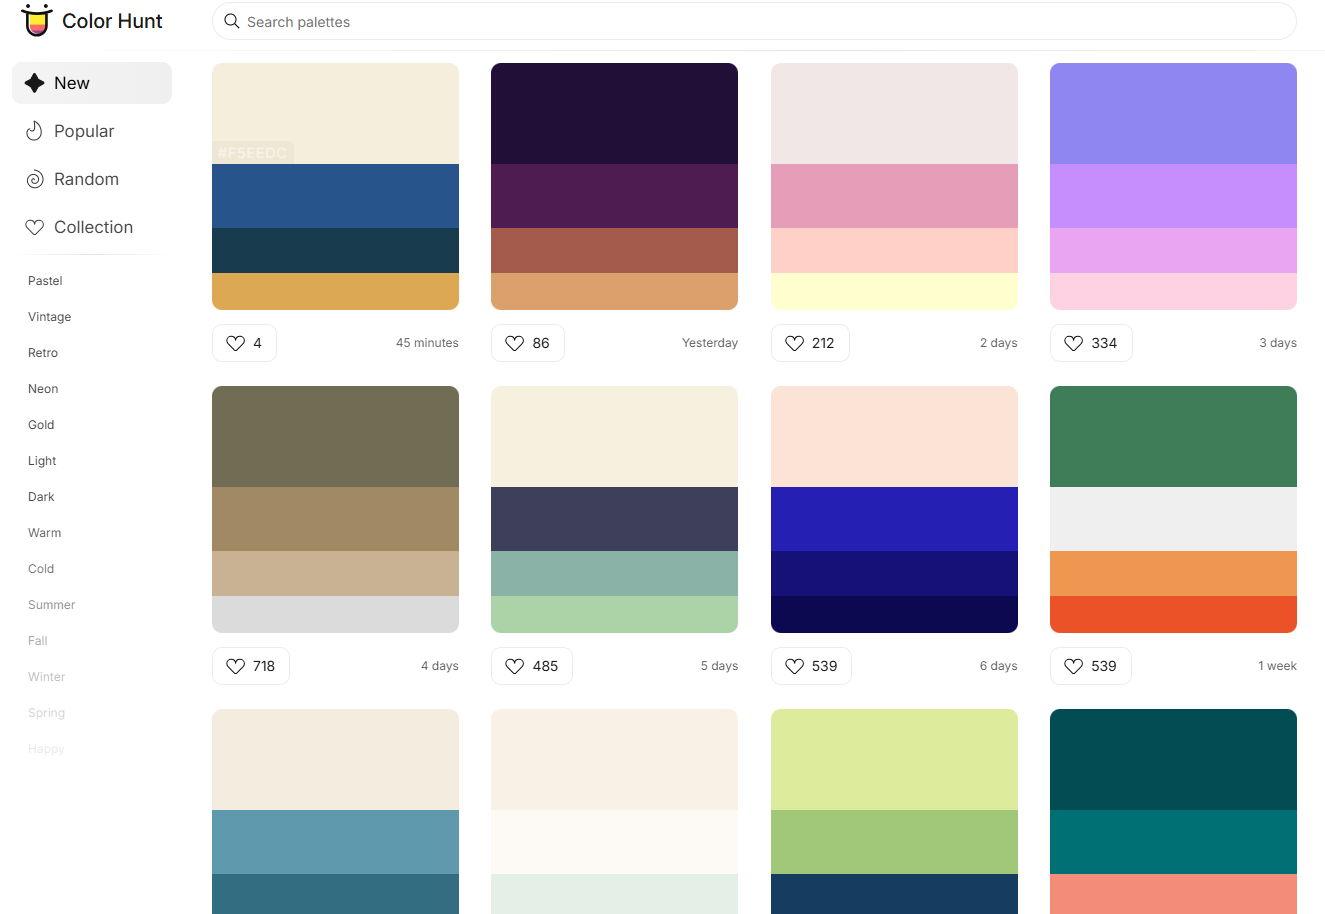 Color Hunt
Search palettes
New
Popular
Random
Collection
Pastel
Vintage
Retro
Neon
Gold
Light
Dark
Warm
Cold
Summer
Fall
Winter
Spring
Happy
#F5EEDC
4 45 minutes
86 Yesterday
212 2 days
334 3 days
718 4 days
485 5 days
539 6 days
539 1 week